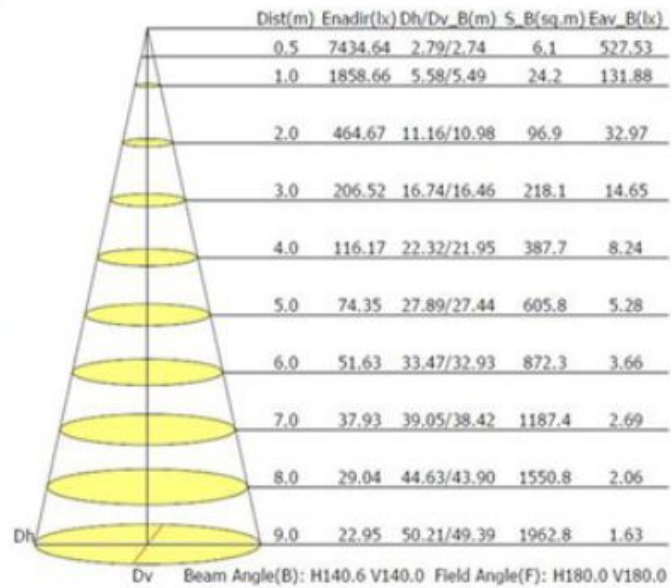 Dist(m) Enadir(lx) Dh/Dv_B(m) S_B(sq.m) Eav_B(lx)
0.5 7434.64 2.79/2.74 6.1 527.53
1.0 1858.66 5.58/5.49 24.2 131.88
2.0 464.67 11.16/10.98 96.9 32.97
3.0 206.52 16.74/16.46 218.1 14.65
4.0 116.17 22.32/21.95 387.7 8.24
5.0 74.35 27.89/27.44 605.8 5.28
6.0 51.63 33.47/32.93 872.3 3.66
7.0 37.93 39.05/38.42 1187.4 2.69
8.0 29.04 44.63/43.90 1550.8 2.06
Dh 9.0 22.95 50.21/49.39 1962.8 1.63
Dv Beam Angle(B): H140.6 V140.0 Field Angle(F): H180.0 V180.0